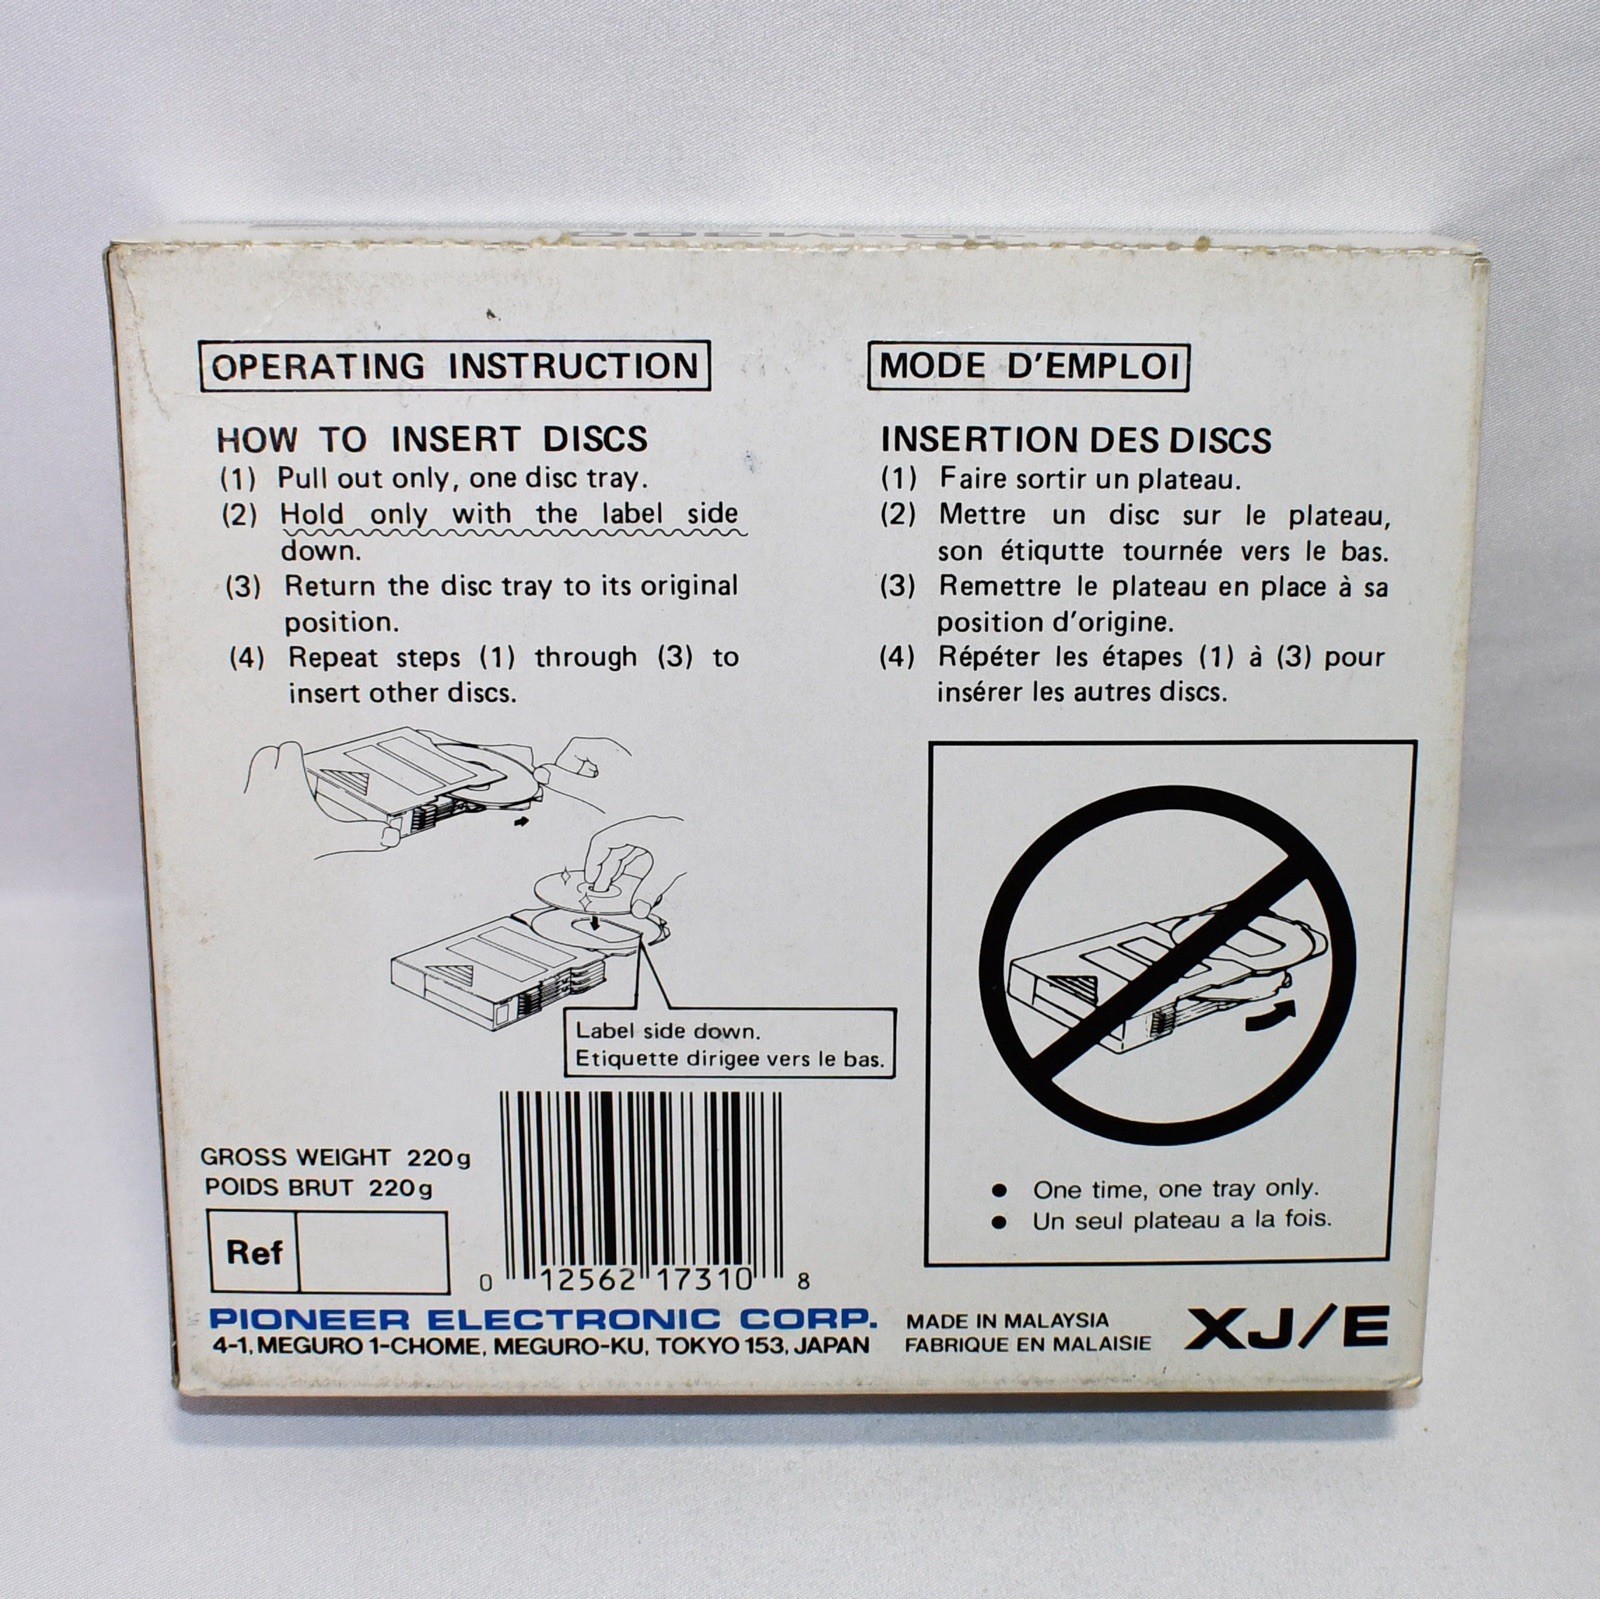 OPERATING INSTRUCTION
HOW TO INSERT DISCS
(1) Pull out only, one disc tray.
(2) Hold only with the label side
down.
(3) Return the disc tray to its original
position.
(4) Repeat steps (1) through (3) to
insert other discs.
MODE D'EMPLOI
INSERTION DES DISCS
(1) Faire sortir un plateau.
(2) Mettre un disc sur le plateau,
son étiqutte tournée vers le bas.
(3) Remettre le plateau en place à sa
position d'origine.
(4) Répéter les étapes (1) à (3) pour
insérer les autres discs.
Label side down.
Etiquette dirigee vers le bas.
● One time, one tray only.
● Un seul plateau a la fois.
GROSS WEIGHT 220g
POIDS BRUT 220g
Ref
0 12562 17310 8
PIONEER ELECTRONIC CORP.
4-1, MEGURO 1-CHOME, MEGURO-KU, TOKYO 153, JAPAN
MADE IN MALAYSIA
FABRIQUE EN MALAISIE
XJ/E